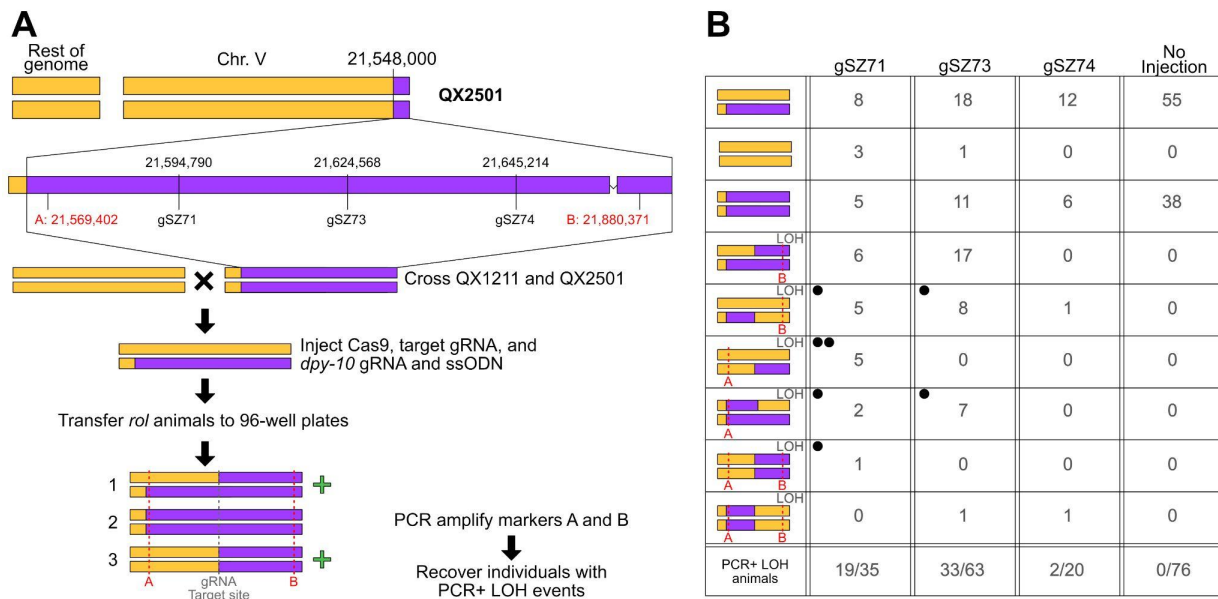 A
Rest of
genome
Chr. V
21,548,000
QX2501
21,594,790
21,624,568
21,645,214
A: 21,569,402
gSZ71
gSZ73
gSZ74
B: 21,880,371
Cross QX1211 and QX2501
Inject Cas9, target gRNA, and
dpy-10 gRNA and ssODN
Transfer rol animals to 96-well plates
1
2
3
A
gRNA
Target site
B
PCR amplify markers A and B
Recover individuals with
PCR+ LOH events
B
gSZ71 gSZ73 gSZ74 No
Injection
8 18 12 55
3 1 0 0
5 11 6 38
LOH
B
6 17 0 0
LOH
B
5 8 1 0
LOH
A
5 0 0 0
LOH
A
2 7 0 0
LOH
A B
1 0 0 0
LOH
A B
0 1 1 0
PCR+ LOH
animals
19/35 33/63 2/20 0/76